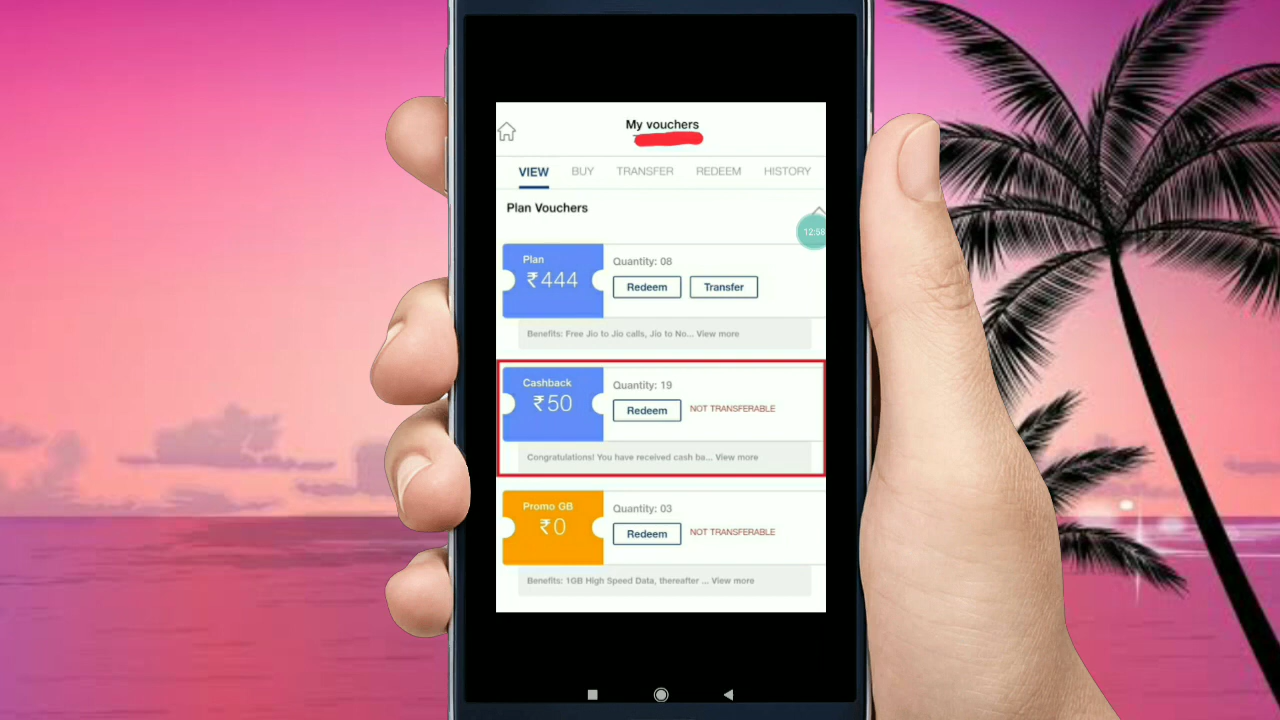 My vouchers
VIEW BUY TRANSFER REDEEM HISTORY
Plan Vouchers
12:58
Plan
₹444
Quantity: 08
Redeem Transfer
Benefits: Free Jio to Jio calls, Jio to No... View more
Cashback
₹50
Quantity: 19
Redeem NOT TRANSFERABLE
Congratulations! You have received cash ba... View more
Promo GB
₹0
Quantity: 03
Redeem NOT TRANSFERABLE
Benefits: 1GB High Speed Data, thereafter ... View more